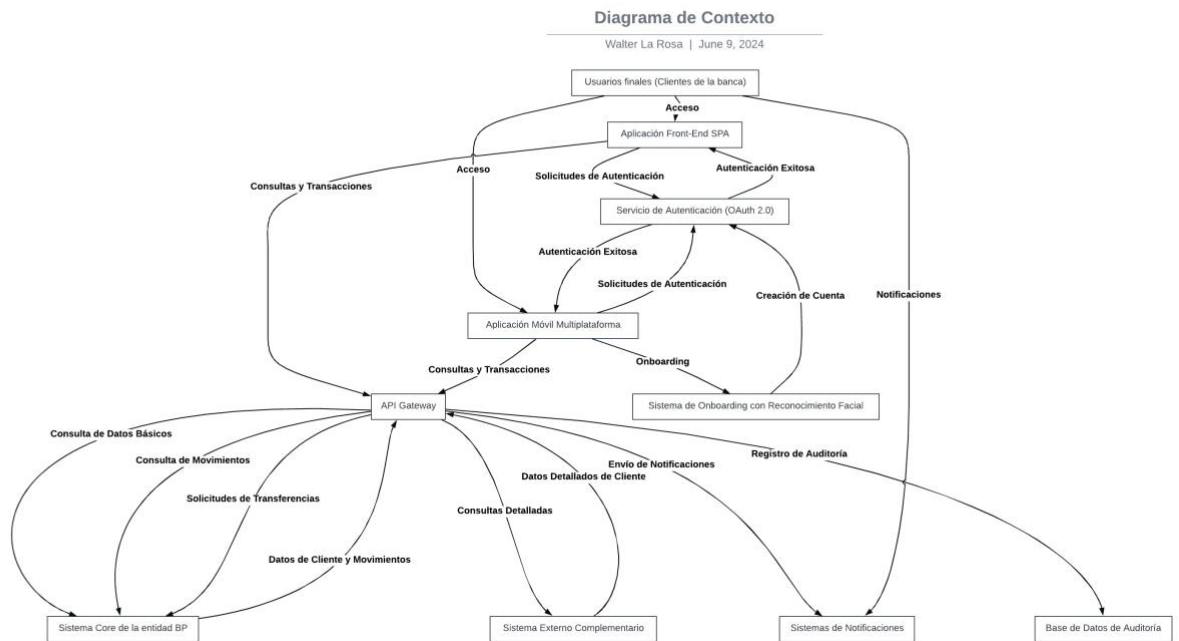 Diagrama de Contexto
Walter La Rosa | June 9, 2024
Usuarios finales (Clientes de la banca)
Acceso
Aplicación Front-End SPA
Acceso
Solicitudes de Autenticación
Autenticación Exitosa
Consultas y Transacciones
Servicio de Autenticación (OAuth 2.0)
Autenticación Exitosa
Solicitudes de Autenticación
Creación de Cuenta
Notificaciones
Aplicación Móvil Multiplataforma
Onboarding
Consultas y Transacciones
API Gateway
Sistema de Onboarding con Reconocimiento Facial
Consulta de Datos Básicos
Consulta de Movimientos
Envío de Notificaciones
Registro de Auditoría
Datos Detallados de Cliente
Solicitudes de Transferencias
Consultas Detalladas
Datos de Cliente y Movimientos
Sistema Core de la entidad BP
Sistema Externo Complementario
Sistemas de Notificaciones
Base de Datos de Auditoría